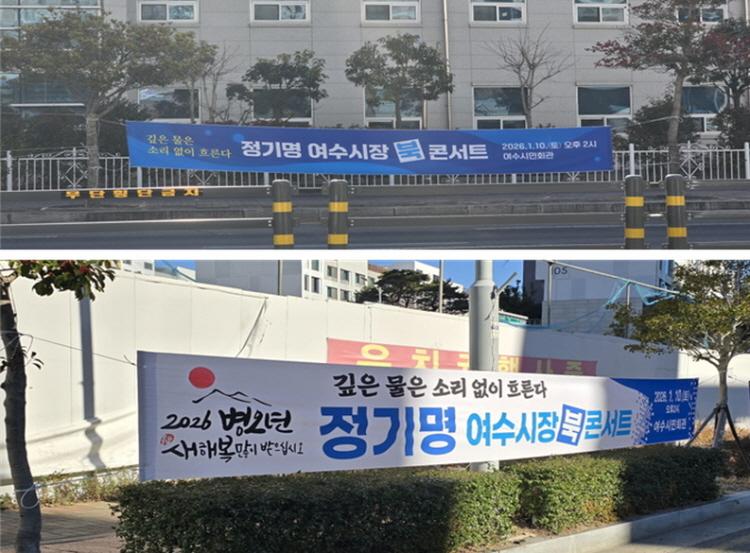 깊은 물은
소리 없이 흐른다
정기명 여수시장 북 콘서트
2026.1.10.(토) 오후 2시
여수시민회관
무단횡단금지
05
깊은 물은 소리 없이 흐른다
2026 병오년
새해 복 많이 받으십시오
정기명 여수시장 북 콘서트
2026. 1. 10 (토)
오후2시
여수시민회관